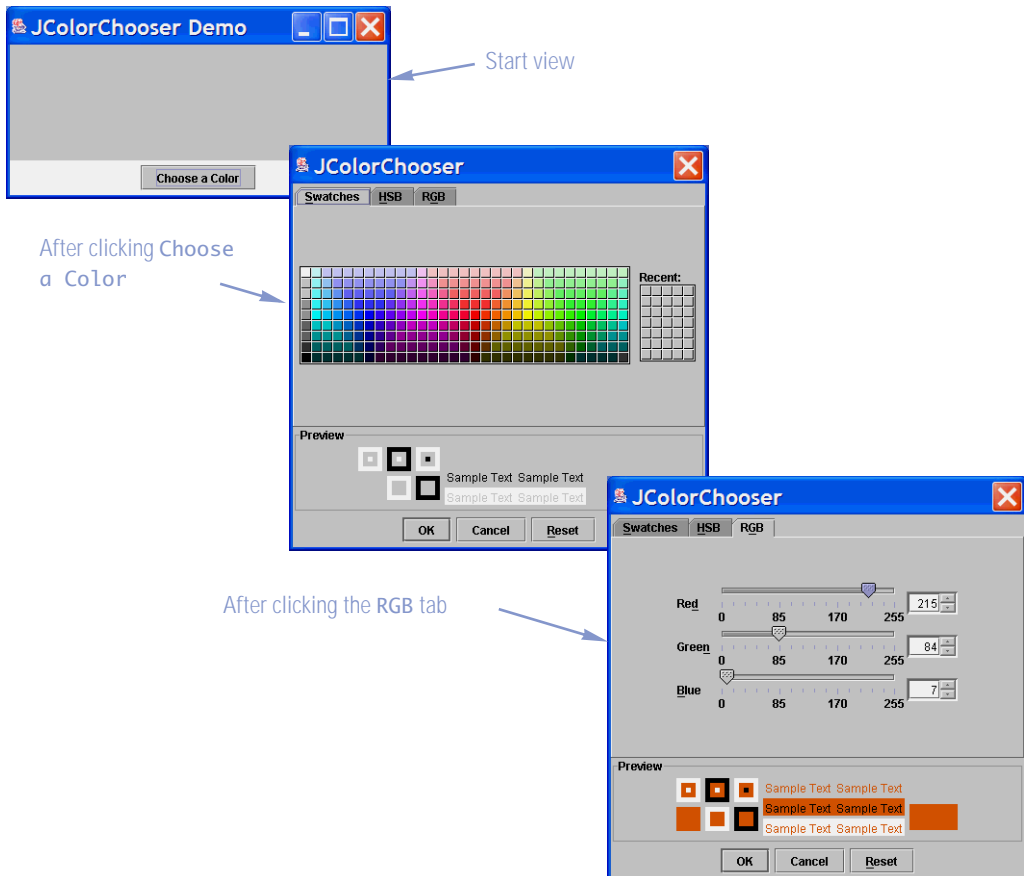 JColorChooser Demo
Start view
Choose a Color
JColorChooser
Swatches HSB RGB
After clicking Choose
a Color
Recent:
Preview
Sample Text Sample Text
Sample Text Sample Text
OK Cancel Reset
JColorChooser
Swatches HSB RGB
After clicking the RGB tab
Red 215
0 85 170 255
Green 84
0 85 170 255
Blue 7
0 85 170 255
Preview
Sample Text Sample Text
Sample Text Sample Text
Sample Text Sample Text
OK Cancel Reset